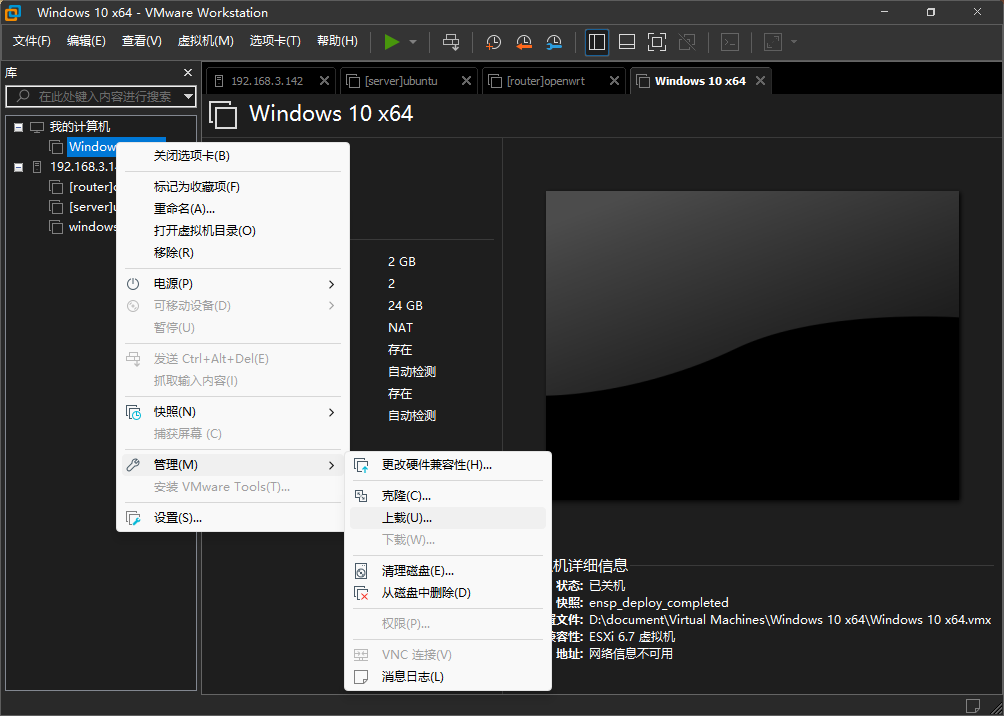 Windows 10 x64 - VMware Workstation
文件(F) 编辑(E) 查看(V) 虚拟机(M) 选项卡(T) 帮助(H)
库
在此处键入内容进行搜索
192.168.3.142 [server]ubuntu [router]openwrt Windows 10 x64
Windows 10 x64
我的计算机
Window
192.168.3.1
[router]
[server]
windows
关闭选项卡(B)
标记为收藏项(F)
重命名(A)...
打开虚拟机目录(O)
移除(R)
电源(P)
可移动设备(D)
暂停(U)
发送 Ctrl+Alt+Del(E)
抓取输入内容(I)
快照(N)
捕获屏幕 (C)
管理(M)
安装 VMware Tools(T)...
设置(S)...
2 GB
2
24 GB
NAT
存在
自动检测
存在
自动检测
更改硬件兼容性(H)...
克隆(C)...
上载(U)...
下载(W)...
清理磁盘(E)...
从磁盘中删除(D)
权限(P)...
VNC 连接(V)
消息日志(L)
机详细信息
状态: 已关机
快照: ensp_deploy_completed
文件: D:\document\Virtual Machines\Windows 10 x64\Windows 10 x64.vmx
容性: ESXi 6.7 虚拟机
地址: 网络信息不可用